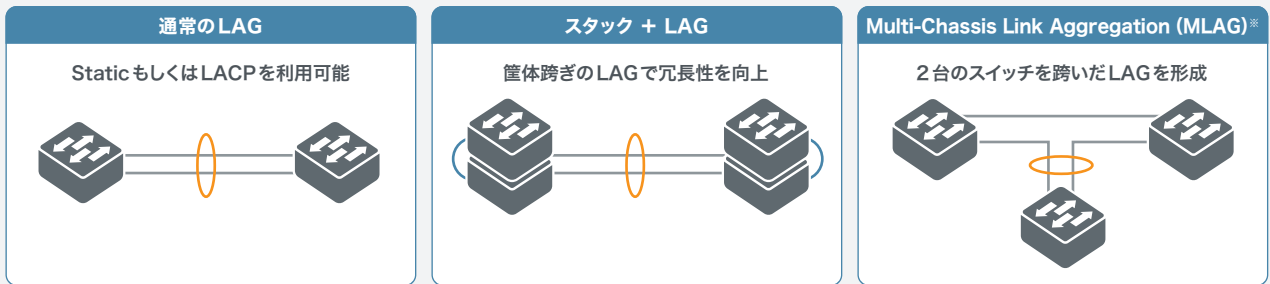 通常のLAG
StaticもしくはLACPを利用可能
スタック + LAG
筐体跨ぎのLAGで冗長性を向上
Multi-Chassis Link Aggregation (MLAG)※
2台のスイッチを跨いだLAGを形成